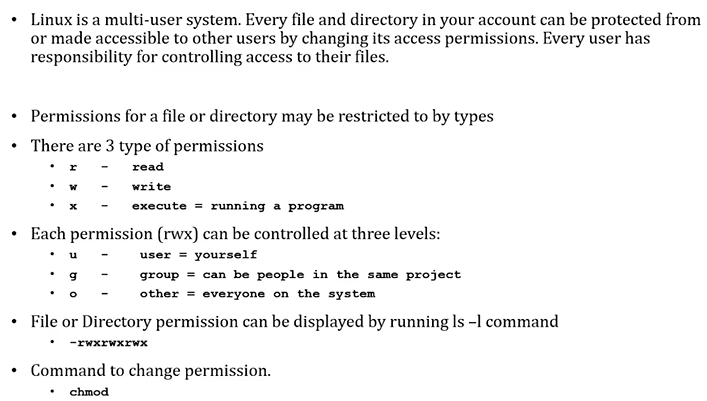 • Linux is a multi-user system. Every file and directory in your account can be protected from
or made accessible to other users by changing its access permissions. Every user has
responsibility for controlling access to their files.
• Permissions for a file or directory may be restricted to by types
• There are 3 type of permissions
• r – read
• w – write
• x – execute = running a program
• Each permission (rwx) can be controlled at three levels:
• u – user = yourself
• g – group = can be people in the same project
• o – other = everyone on the system
• File or Directory permission can be displayed by running ls –l command
• -rwxrwxrwx
• Command to change permission.
• chmod